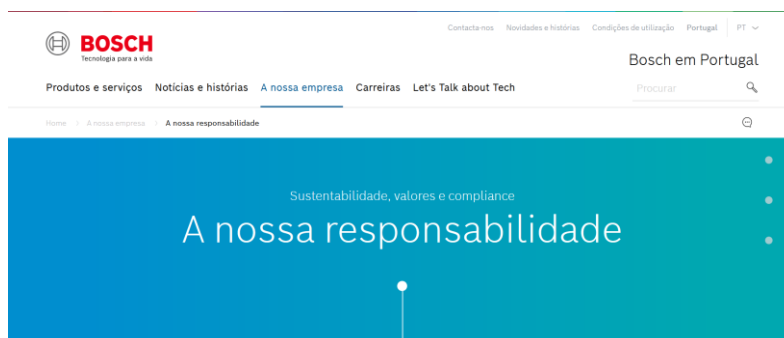 Contacta-nos Novidades e histórias Condições de utilização Portugal PT
BOSCH
Tecnologia para a vida
Bosch em Portugal
Produtos e serviços Notícias e histórias A nossa empresa Carreiras Let's Talk about Tech
Procurar
Home A nossa empresa A nossa responsabilidade
Sustentabilidade, valores e compliance
A nossa responsabilidade